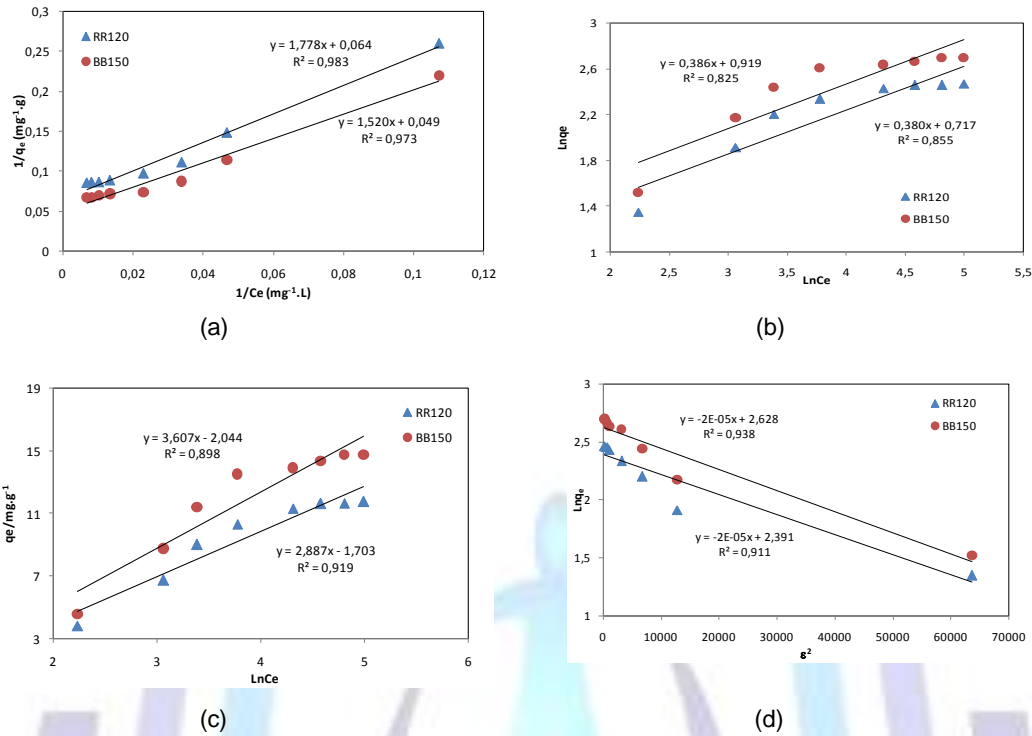 0,3
0,25
0,2
0,15
0,1
0,05
0
1/qₑ (mg⁻¹.g)
RR120
BB150
y = 1,778x + 0,064
R² = 0,983
y = 1,520x + 0,049
R² = 0,973
0 0,02 0,04 0,06 0,08 0,1 0,12
1/Ce (mg⁻¹.L)
(a)
3
2,6
2,2
1,8
1,4
1
Lnqe
y = 0,386x + 0,919
R² = 0,825
y = 0,380x + 0,717
R² = 0,855
RR120
BB150
2 2,5 3 3,5 4 4,5 5 5,5
LnCe
(b)
19
15
11
7
3
qe/mg.g⁻¹
RR120
BB150
y = 3,607x - 2,044
R² = 0,898
y = 2,887x - 1,703
R² = 0,919
2 3 4 5 6
LnCe
(c)
3
2,5
2
1,5
1
Lnqₑ
RR120
BB150
y = -2E-05x + 2,628
R² = 0,938
y = -2E-05x + 2,391
R² = 0,911
0 10000 20000 30000 40000 50000 60000 70000
ε²
(d)